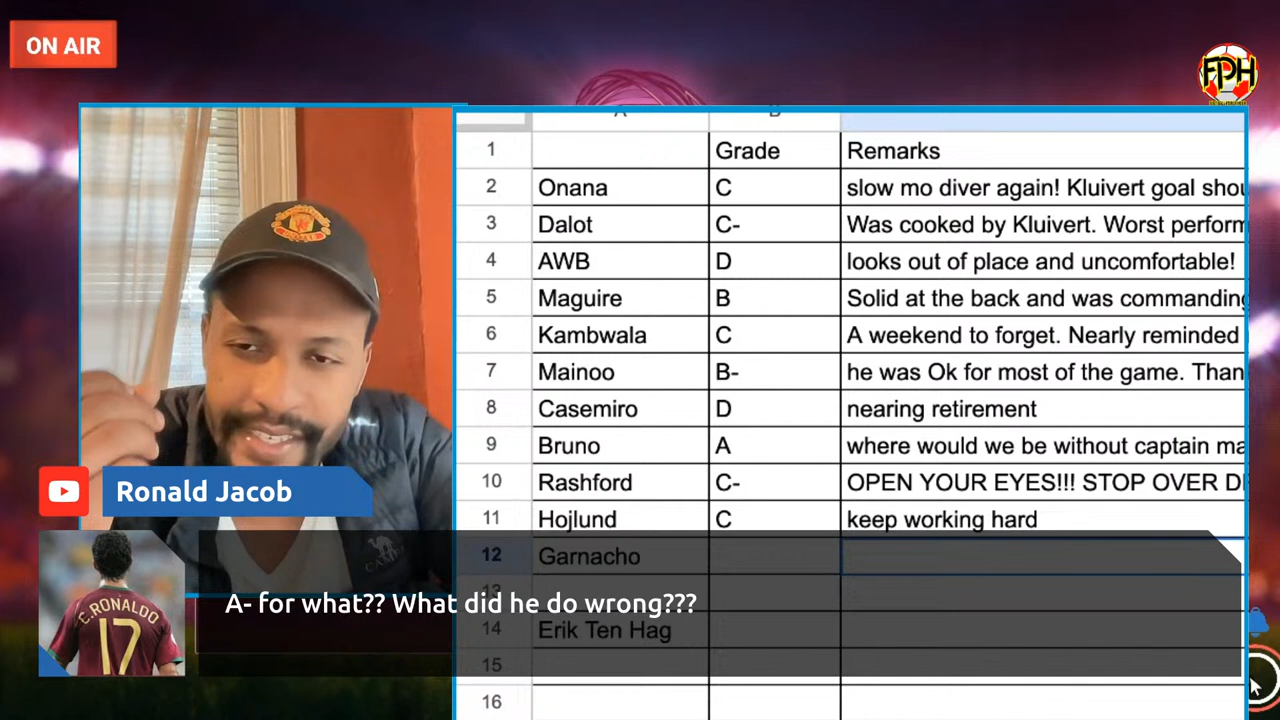 ON AIR
FPH
A B
1 Grade Remarks
2 Onana C slow mo diver again! Kluivert goal
3 Dalot C- Was cooked by Kluivert. Worst
4 AWB D looks out of place and uncomfortable!
5 Maguire B Solid at the back and was
6 Kambwala C A weekend to forget. Nearly reminded
7 Mainoo B- he was Ok for most of the game.
8 Casemiro D nearing retirement
9 Bruno A where would we be without captain
10 Rashford C- OPEN YOUR EYES!!! STOP OVER
11 Hojlund C keep working hard
12 Garnacho
13
14 Erik Ten Hag
15
16
Ronald Jacob
A- for what?? What did he do wrong???
C.RONALDO
17